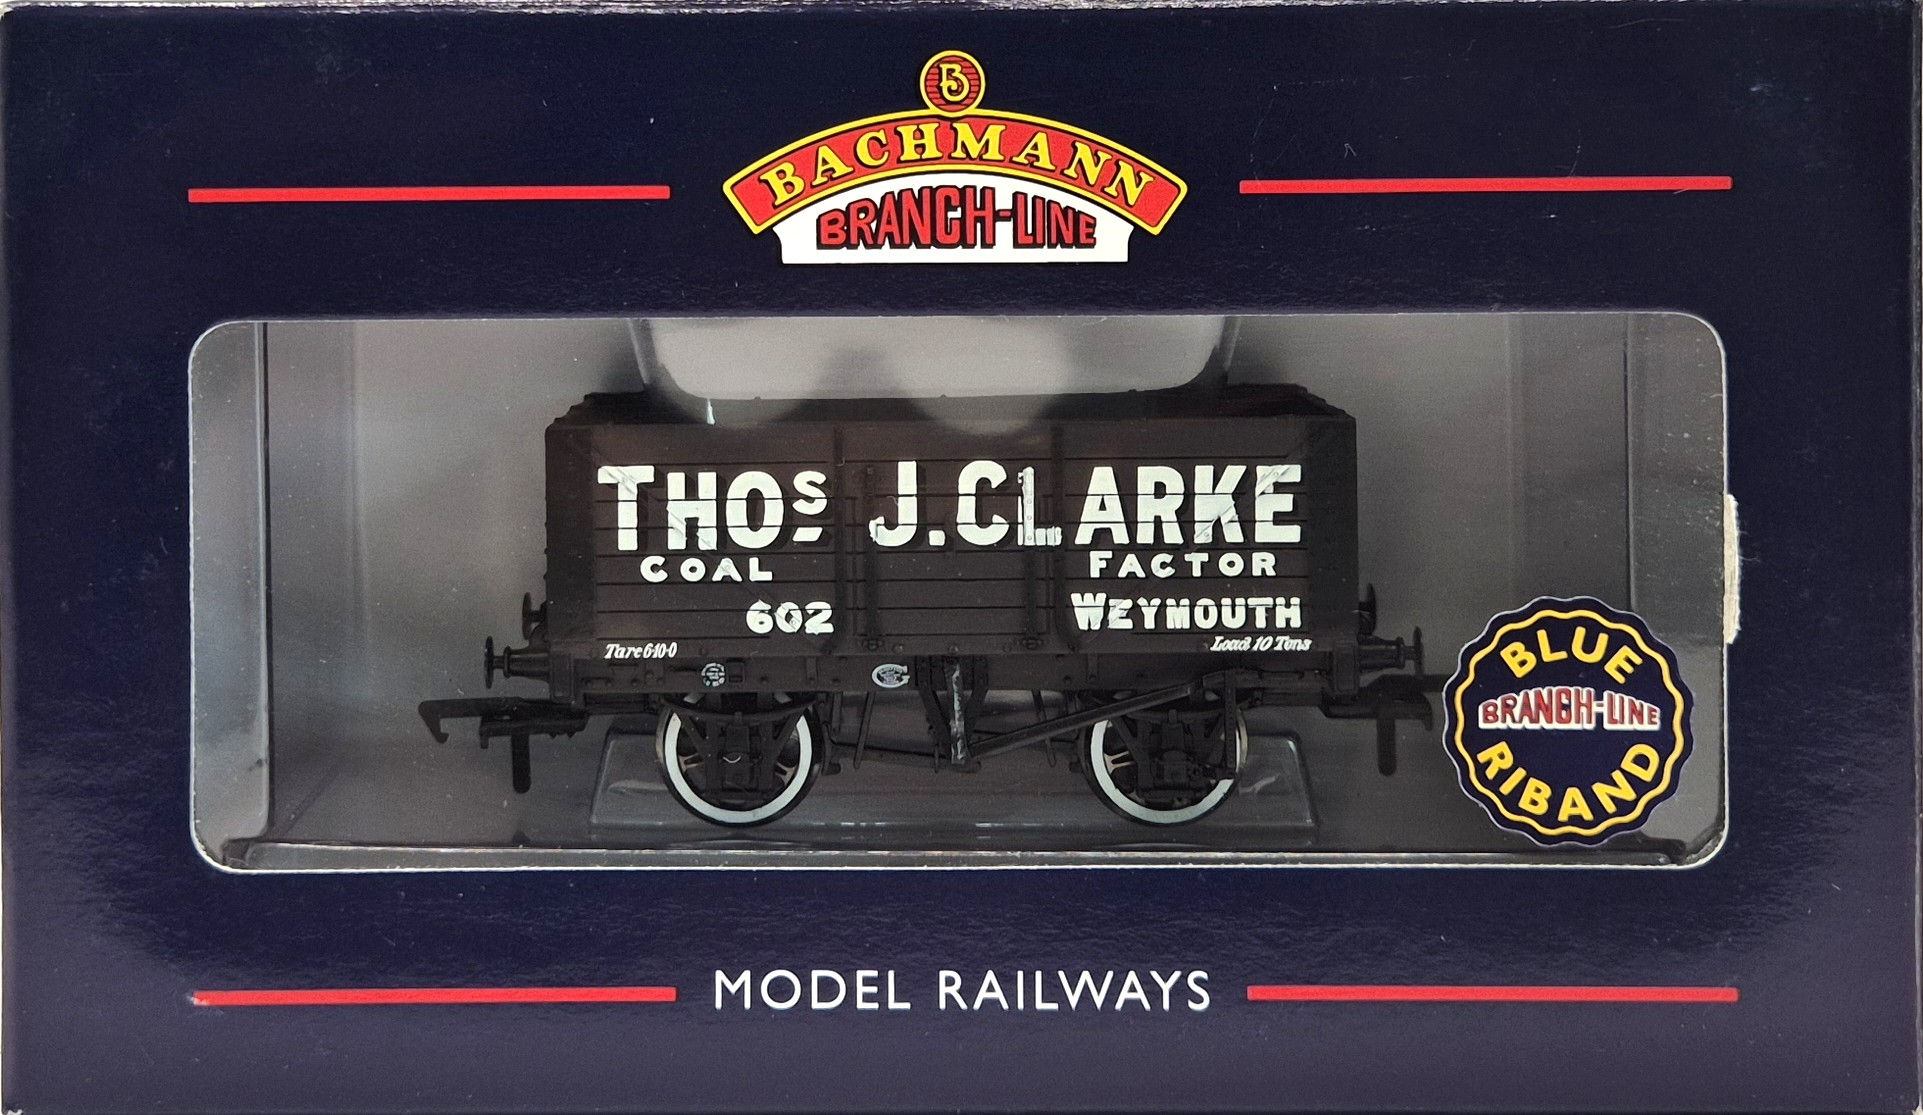 B
BACHMANN
BRANCH-LINE
THOS J. CLARKE
COAL FACTOR
602 WEYMOUTH
Tare 6-10-0 Load 10 Tons
G
BLUE
BRANCH-LINE
RIBAND
MODEL RAILWAYS